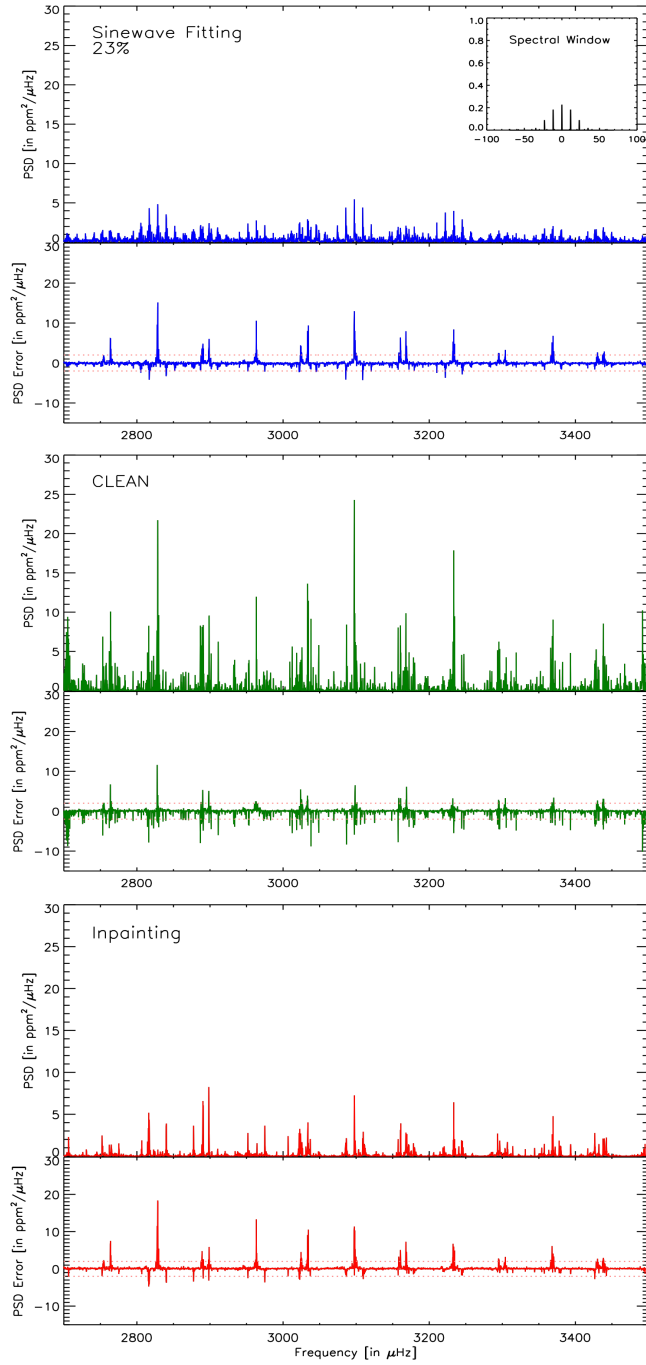 Sinewave Fitting
23%
Spectral Window
1.0
0.8
0.6
0.4
0.2
0.0
-100 -50 0 50 100
PSD [in ppm²/μHz]
30
25
20
15
10
5
0
PSD Error [in ppm²/μHz]
30
20
10
0
-10
2800 3000 3200 3400
CLEAN
PSD [in ppm²/μHz]
30
25
20
15
10
5
0
PSD Error [in ppm²/μHz]
30
20
10
0
-10
2800 3000 3200 3400
Inpainting
PSD [in ppm²/μHz]
30
25
20
15
10
5
0
PSD Error [in ppm²/μHz]
30
20
10
0
-10
2800 3000 3200 3400
Frequency [in μHz]